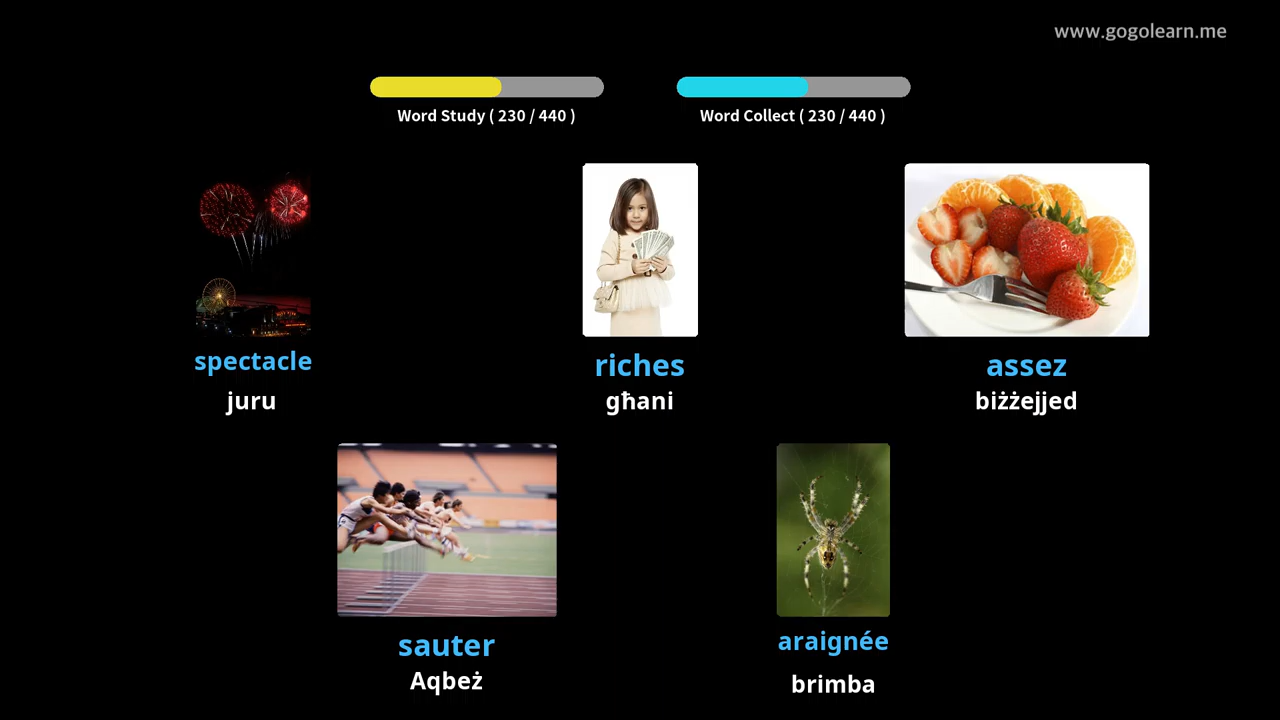 www.gogolearn.me
Word Study ( 230 / 440 )
Word Collect ( 230 / 440 )
spectacle
juru
riches
għani
assez
biżżejjed
sauter
Aqbeż
araignée
brimba